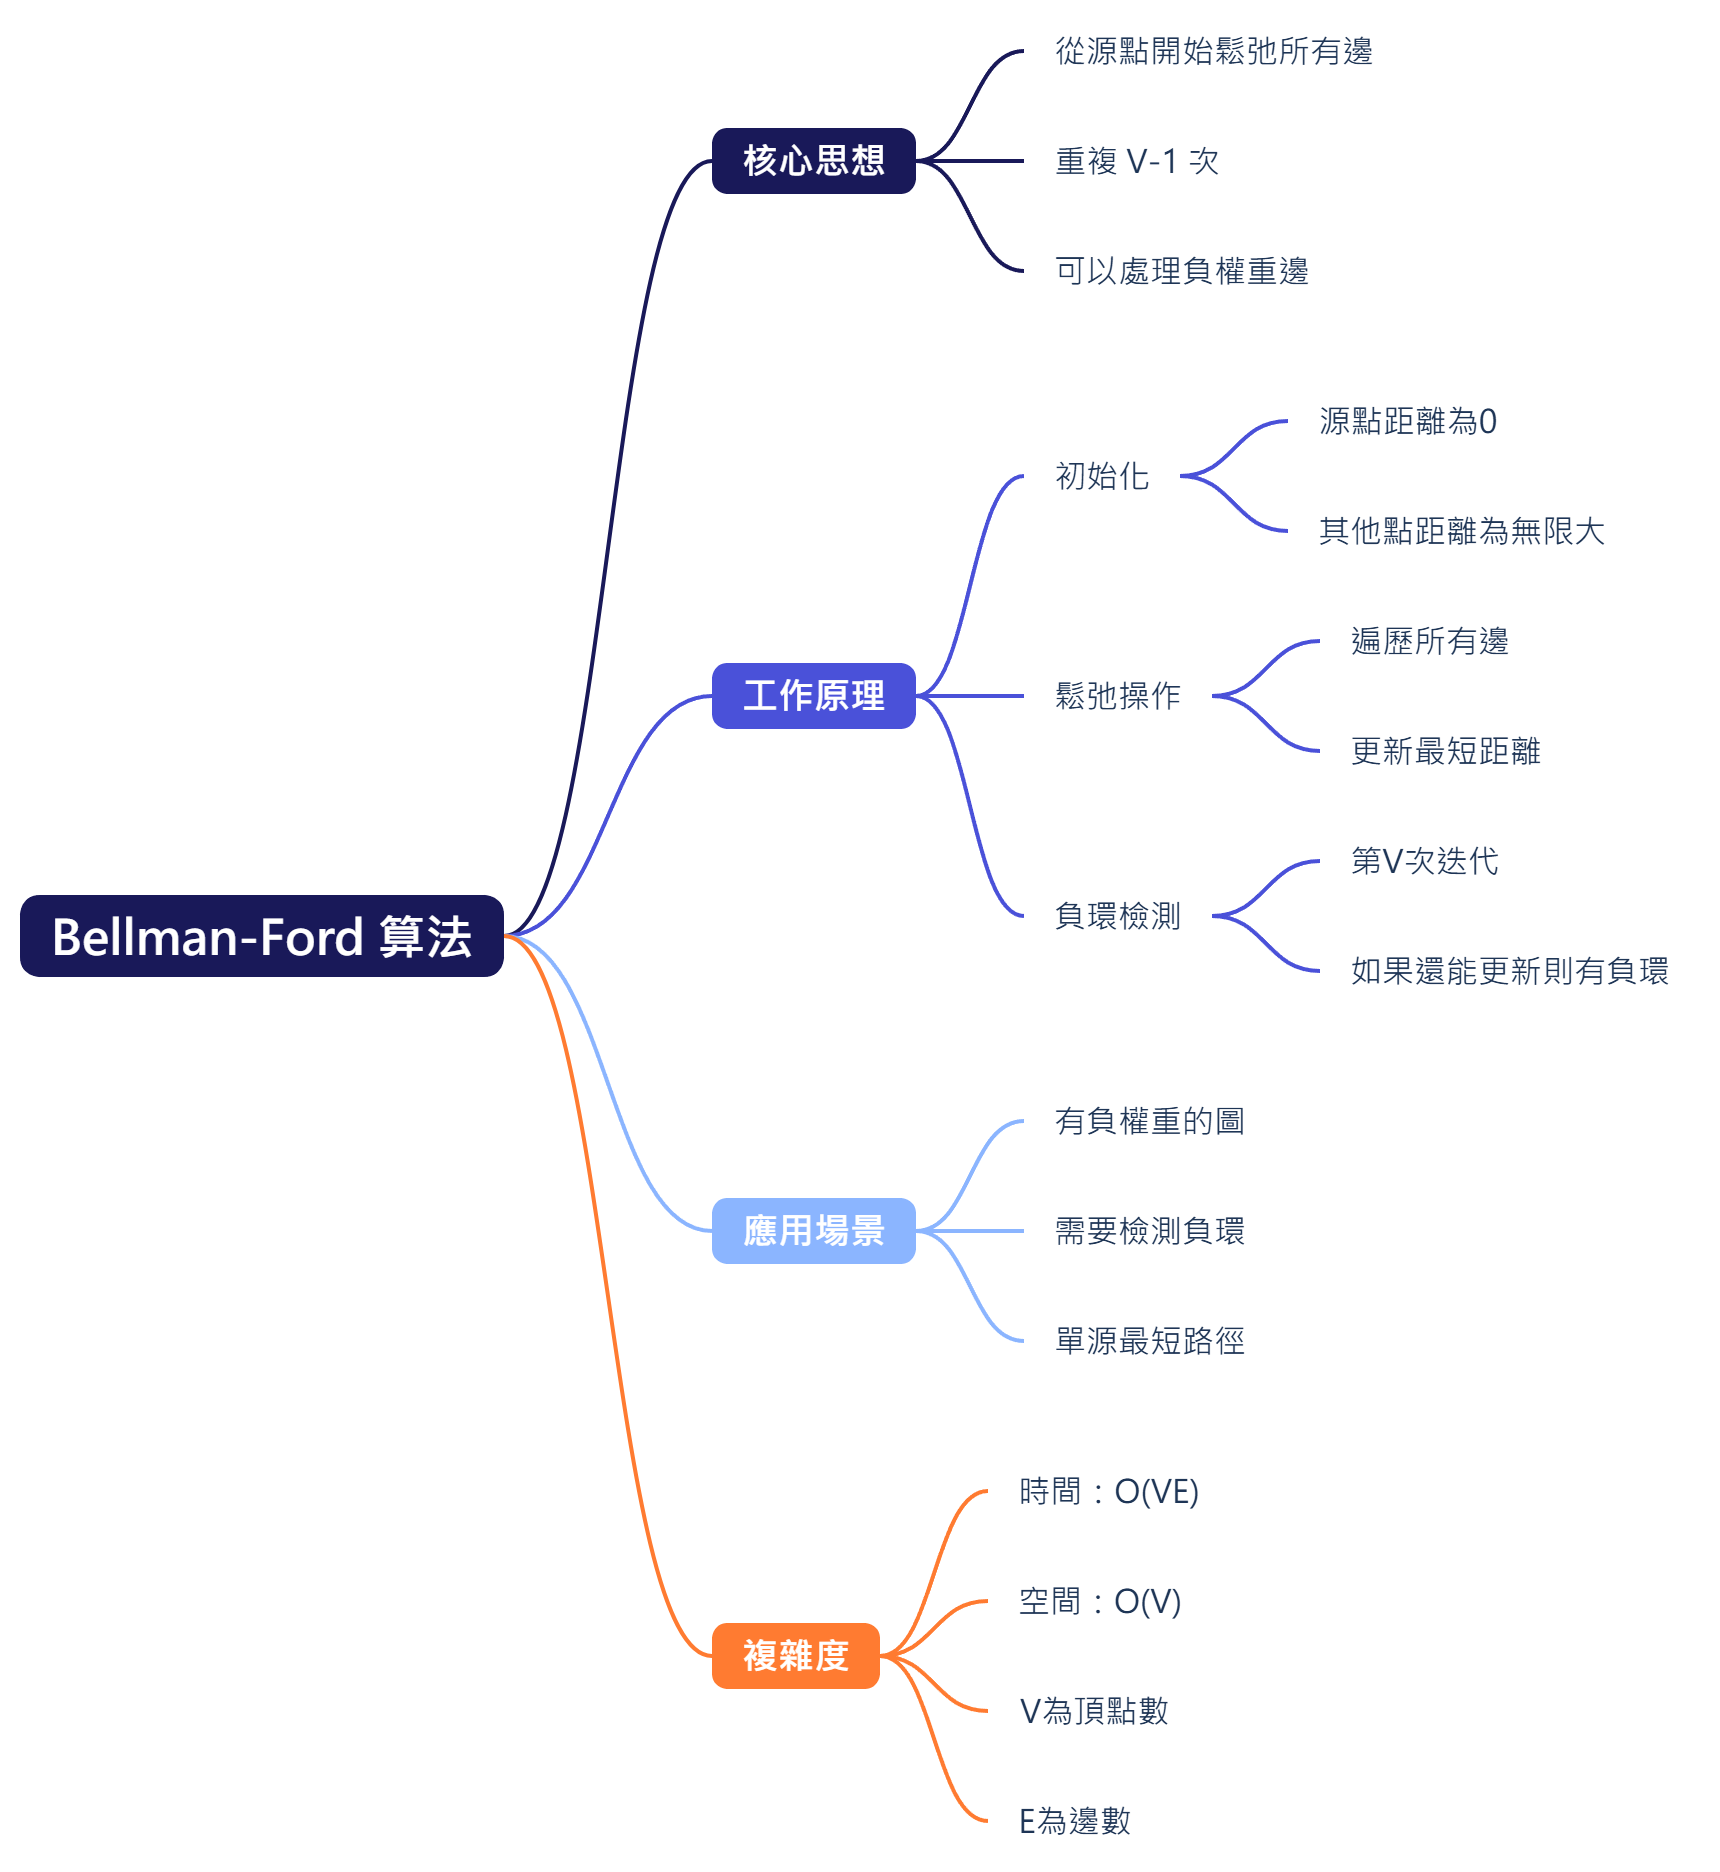 Bellman-Ford 算法
核心思想
從源點開始鬆弛所有邊
重複 V-1 次
可以處理負權重邊
工作原理
初始化
源點距離為0
其他點距離為無限大
鬆弛操作
遍歷所有邊
更新最短距離
負環檢測
第V次迭代
如果還能更新則有負環
應用場景
有負權重的圖
需要檢測負環
單源最短路徑
複雜度
時間：O(VE)
空間：O(V)
V為頂點數
E為邊數